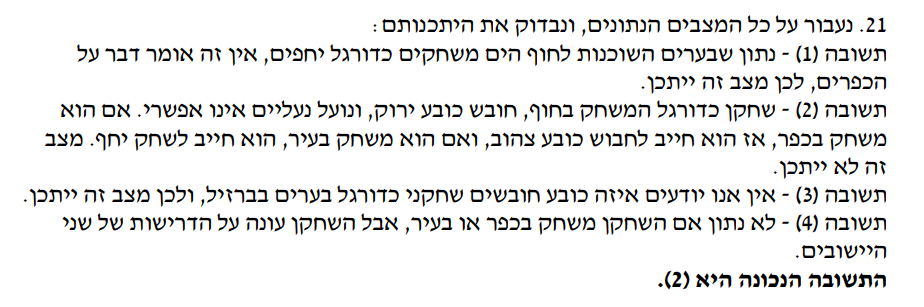 21. נעבור על כל המצבים הנתונים, ונבדוק את היתכנותם:
תשובה (1) - נתון שבערים השוכנות לחוף הים משחקים כדורגל יחפים, אין זה אומר דבר על
הכפרים, לכן מצב זה ייתכן.
תשובה (2) - שחקן כדורגל המשחק בחוף, חובש כובע ירוק, ונועל נעליים אינו אפשרי. אם הוא
משחק בכפר, אז הוא חייב לחבוש כובע צהוב, ואם הוא משחק בעיר, הוא חייב לשחק יחף. מצב
זה לא ייתכן.
תשובה (3) - אין אנו יודעים איזה כובע חובשים שחקני כדורגל בערים בברזיל, ולכן מצב זה ייתכן.
תשובה (4) - לא נתון אם השחקן משחק בכפר או בעיר, אבל השחקן עונה על הדרישות של שני
היישובים.
התשובה הנכונה היא (2).